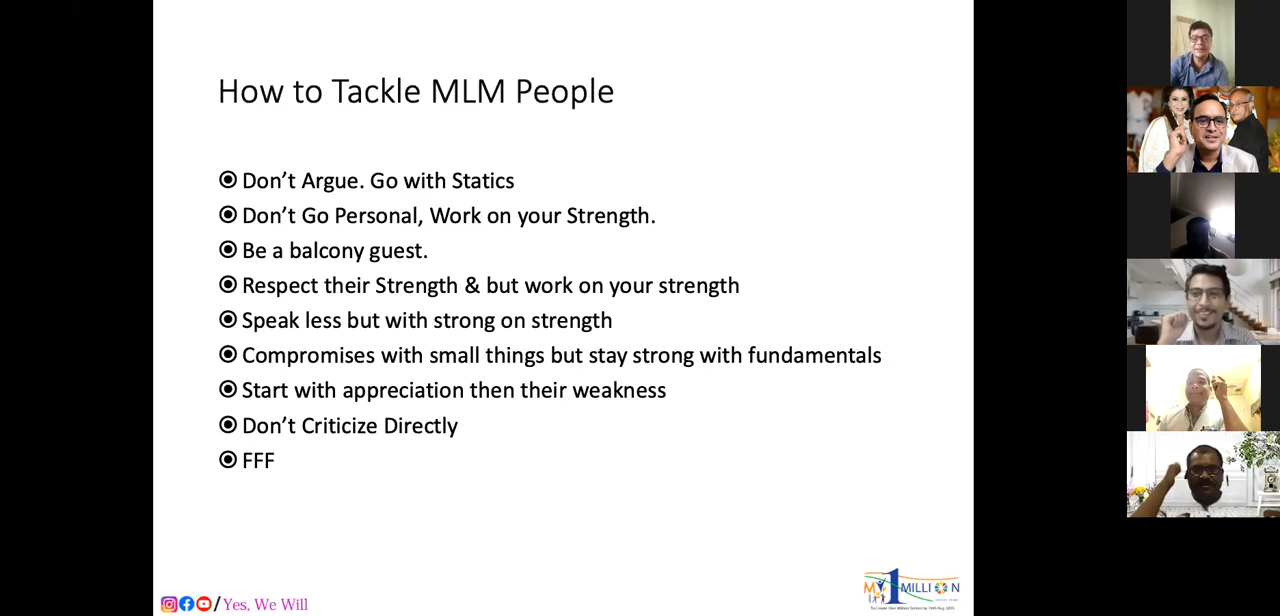 How to Tackle MLM People
Don’t Argue. Go with Statics
Don’t Go Personal, Work on your Strength.
Be a balcony guest.
Respect their Strength & but work on your strength
Speak less but with strong on strength
Compromises with small things but stay strong with fundamentals
Start with appreciation then their weakness
Don’t Criticize Directly
FFF
/ Yes, We Will
MY 1 MILLION